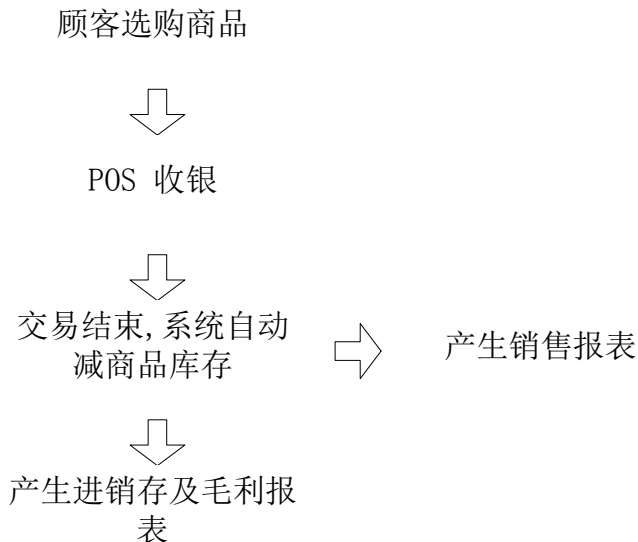 顾客选购商品
POS 收银
交易结束,系统自动
减商品库存
产生销售报表
产生进销存及毛利报
表